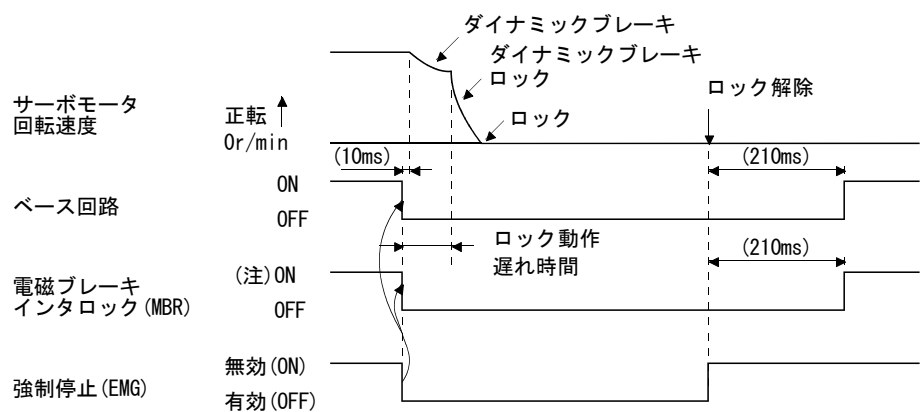 ダイナミックブレーキ
ダイナミックブレーキ
ロック
ロック解除
サーボモータ
回転速度
正転
0r/min
ロック
(10ms)
(210ms)
ベース回路
ON
OFF
ロック動作
遅れ時間
(210ms)
電磁ブレーキ
インタロック(MBR)
(注)ON
OFF
強制停止(EMG)
無効(ON)
有効(OFF)